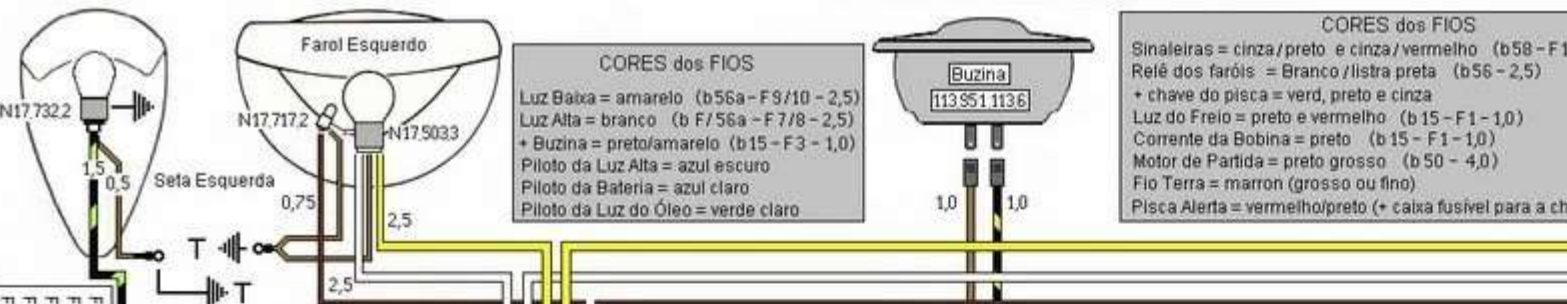 N17.732.2
1,5
0,5
Seta Esquerda
T
T
Farol Esquerdo
N17.717.2
N17.503.3
0,75
2,5
2,5
CORES dos FIOS
Luz Baixa = amarelo (b56a - F9/10 - 2,5)
Luz Alta = branco (b F/56a - F7/8 - 2,5)
+ Buzina = preto/amarelo (b15 - F3 - 1,0)
Piloto da Luz Alta = azul escuro
Piloto da Bateria = azul claro
Piloto da Luz do Óleo = verde claro
Buzina
113 951 113 6
1,0
1,0
CORES dos FIOS
Sinaleiras = cinza/preto e cinza/vermelho (b58 - F1
Relê dos faróis = Branco/listra preta (b56 - 2,5)
+ chave do pisca = verd, preto e cinza
Luz do Freio = preto e vermelho (b15 - F1 - 1,0)
Corrente da Bobina = preto (b15 - F1 - 1,0)
Motor de Partida = preto grosso (b50 - 4,0)
Fio Terra = marron (grosso ou fino)
Pisca Alerta = vermelho/preto (+ caixa fusível para a ch